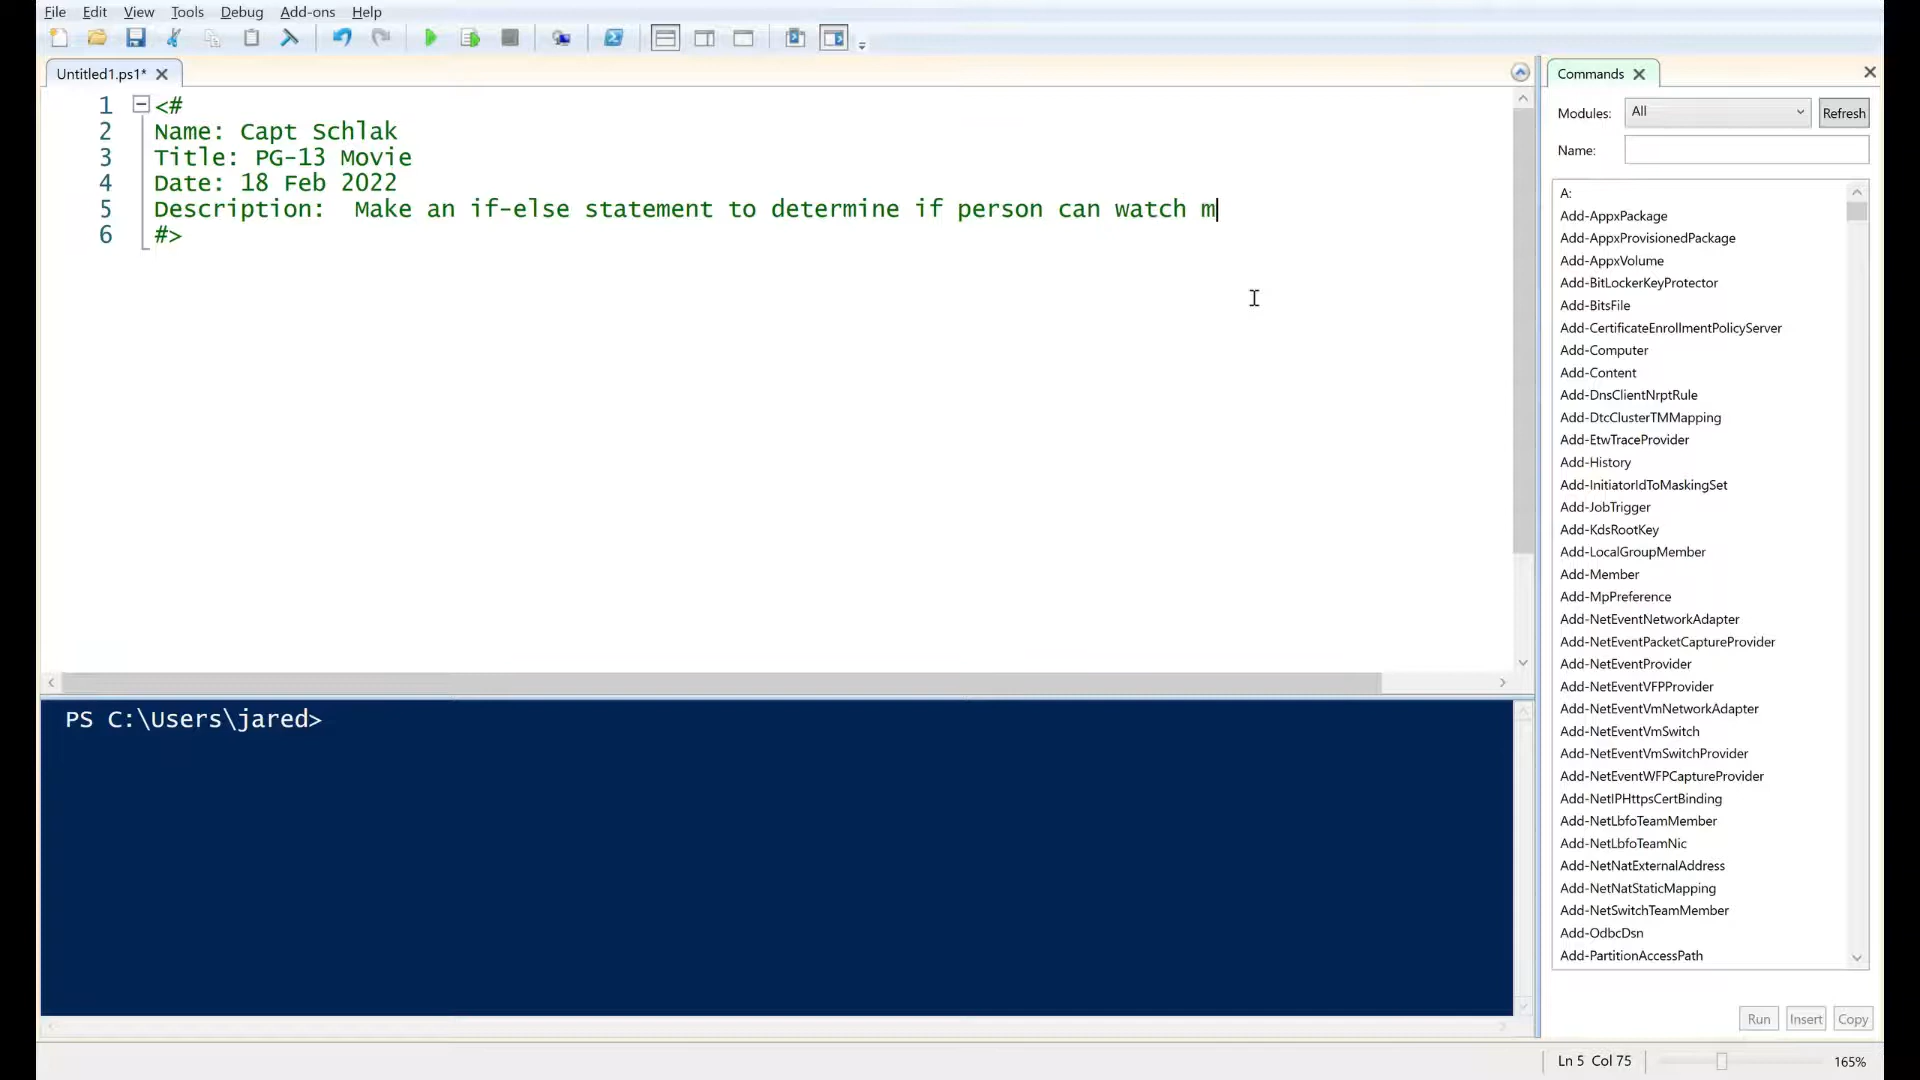 File Edit View Tools Debug Add-ons Help
Untitled1.ps1*
1 <#
2 Name: Capt Schlak
3 Title: PG-13 Movie
4 Date: 18 Feb 2022
5 Description:  Make an if-else statement to determine if person can watch m
6 #>
PS C:\Users\jared>
Commands
Modules: All Refresh
Name:
A:
Add-AppxPackage
Add-AppxProvisionedPackage
Add-AppxVolume
Add-BitLockerKeyProtector
Add-BitsFile
Add-CertificateEnrollmentPolicyServer
Add-Computer
Add-Content
Add-DnsClientNrptRule
Add-DtcClusterTMMapping
Add-EtwTraceProvider
Add-History
Add-InitiatorIdToMaskingSet
Add-JobTrigger
Add-KdsRootKey
Add-LocalGroupMember
Add-Member
Add-MpPreference
Add-NetEventNetworkAdapter
Add-NetEventPacketCaptureProvider
Add-NetEventProvider
Add-NetEventVFPProvider
Add-NetEventVmNetworkAdapter
Add-NetEventVmSwitch
Add-NetEventVmSwitchProvider
Add-NetEventWFPCaptureProvider
Add-NetIPHttpsCertBinding
Add-NetLbfoTeamMember
Add-NetLbfoTeamNic
Add-NetNatExternalAddress
Add-NetNatStaticMapping
Add-NetSwitchTeamMember
Add-OdbcDsn
Add-PartitionAccessPath
Run Insert Copy
Ln 5 Col 75 165%